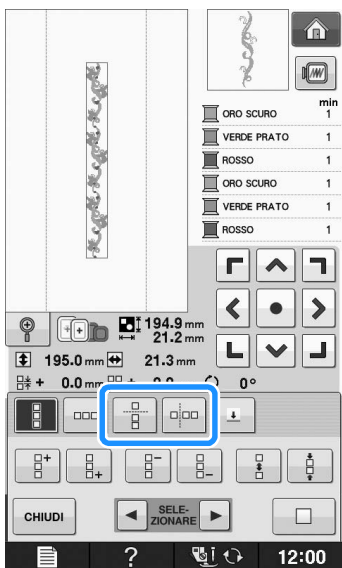 min
ORO SCURO 1
VERDE PRATO 1
ROSSO 1
ORO SCURO 1
VERDE PRATO 1
ROSSO 1
194.9 mm
21.2 mm
195.0 mm 21.3 mm
+ 0.0 mm 0°
CHIUDI
SELE-
ZIONARE
? 12:00